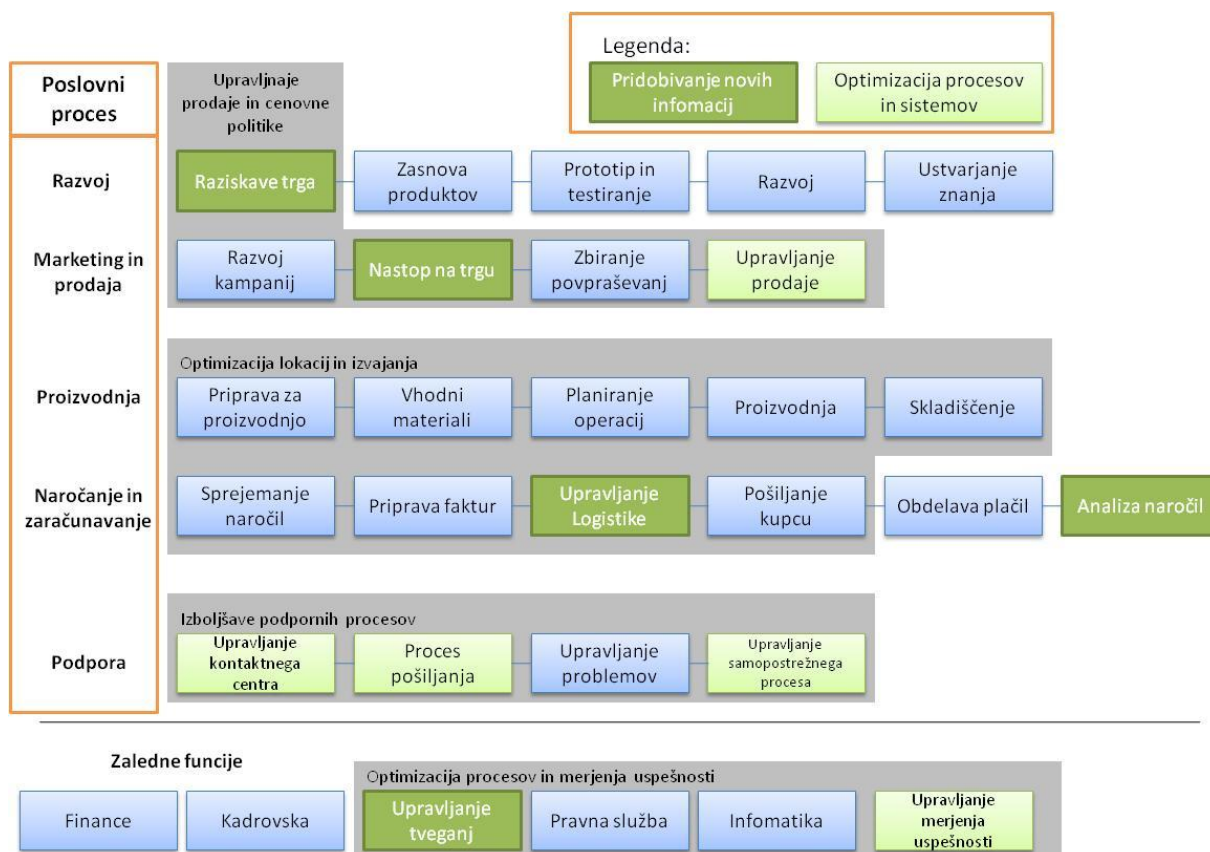 Legenda:
Pridobivanje novih
infomacij
Optimizacija procesov
in sistemov
Poslovni
proces
Upravljnaje
prodaje in cenovne
politike
Razvoj
Raziskave trga
Zasnova
produktov
Prototip in
testiranje
Razvoj
Ustvarjanje
znanja
Marketing in
prodaja
Razvoj
kampanij
Nastop na trgu
Zbiranje
povpraševanj
Upravljanje
prodaje
Optimizacija lokacij in izvajanja
Proizvodnja
Priprava za
proizvodnjo
Vhodni
materiali
Planiranje
operacij
Proizvodnja
Skladiščenje
Naročanje in
zaračunavanje
Sprejemanje
naročil
Priprava faktur
Upravljanje
Logistike
Pošiljanje
kupcu
Obdelava plačil
Analiza naročil
Izboljšave podpornih procesov
Podpora
Upravljanje
kontaktnega
centra
Proces
pošiljanja
Upravljanje
problemov
Upravljanje
samopostrežnega
procesa
Zaledne funcije
Optimizacija procesov in merjenja uspešnosti
Finance
Kadrovska
Upravljanje
tveganj
Pravna služba
Infomatika
Upravljanje
merjenja
uspešnosti